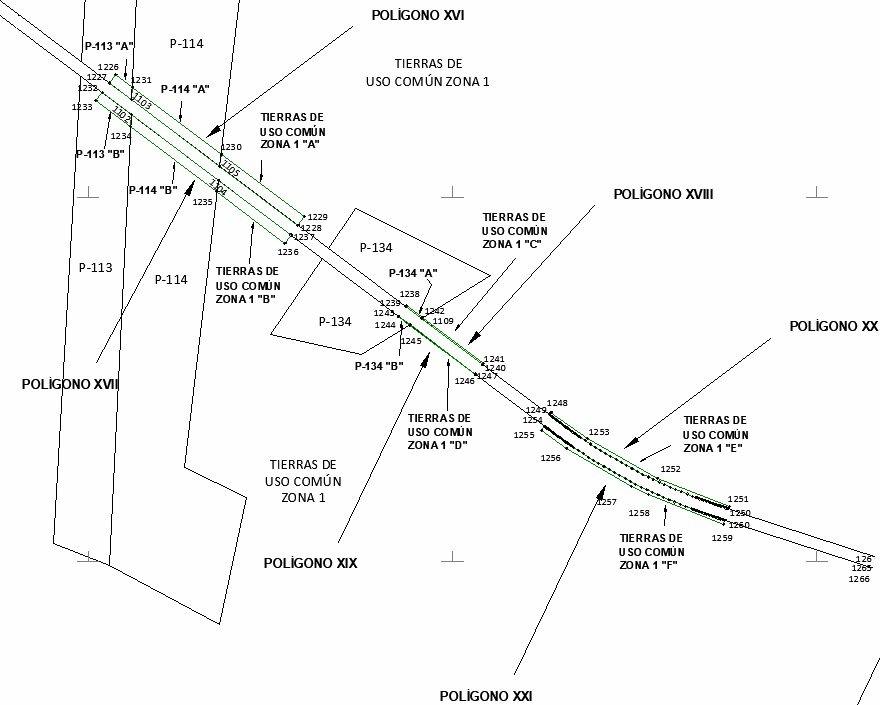 POLÍGONO XVI
P-114
P-113 "A"
TIERRAS DE
USO COMÚN ZONA 1
1226
1227
1231
1232
P-114 "A"
1233
1103
1102
TIERRAS DE
USO COMÚN
ZONA 1 "A"
1234
1230
P-113 "B"
1105
1104
P-114 "B"
1235
POLÍGONO XVIII
1229
1228
1237
1236
TIERRAS DE
USO COMÚN
ZONA 1 "C"
P-134
P-113
P-114
TIERRAS DE
USO COMÚN
ZONA 1 "B"
P-134 "A"
1238
1239
1242
1243
1109
P-134
1244
1245
POLÍGONO XX
1241
1240
P-134 "B"
1246
1247
POLÍGONO XVII
1248
1249
1254
1255
TIERRAS DE
USO COMÚN
ZONA 1 "D"
1253
TIERRAS DE
USO COMÚN
ZONA 1 "E"
1256
TIERRAS DE
USO COMÚN
ZONA 1
1252
1257
1251
1250
1258
1260
1259
TIERRAS DE
USO COMÚN
ZONA 1 "F"
POLÍGONO XIX
126
1265
1266
POLÍGONO XXI